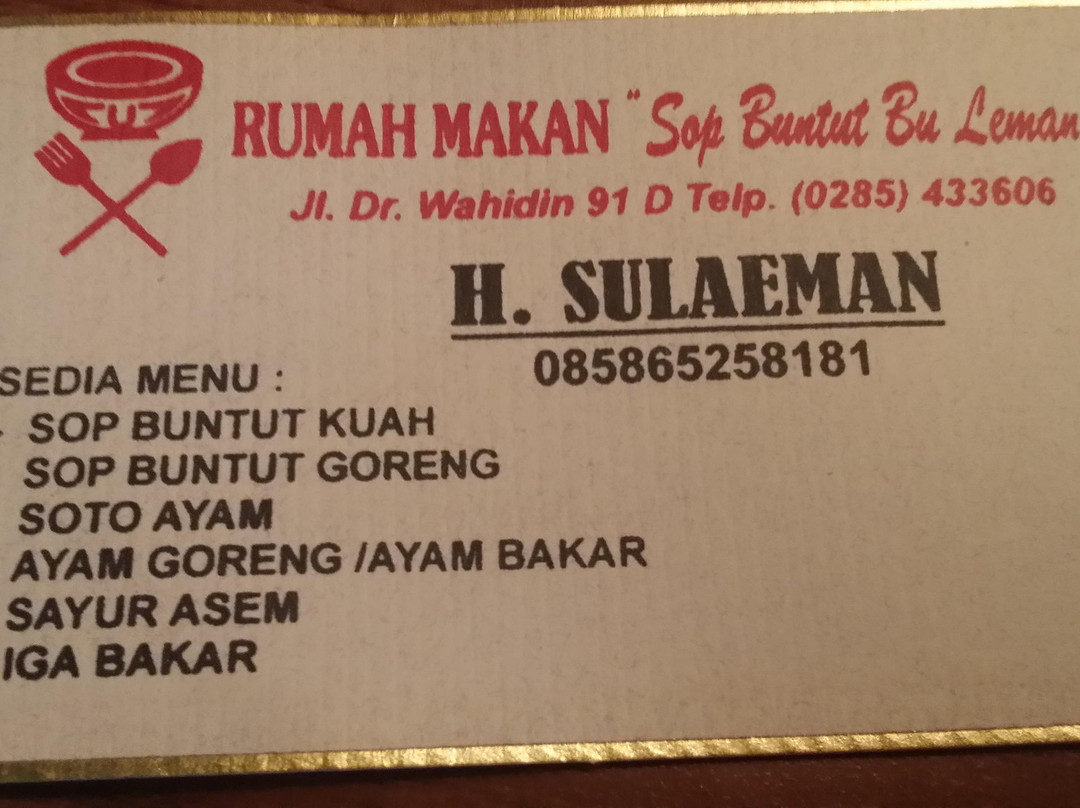 RUMAH MAKAN "Sop Buntut Bu Leman
Jl. Dr. Wahidin 91 D Telp. (0285) 433606
H. SULAEMAN
085865258181
SEDIA MENU :
- SOP BUNTUT KUAH
SOP BUNTUT GORENG
SOTO AYAM
AYAM GORENG /AYAM BAKAR
SAYUR ASEM
IGA BAKAR